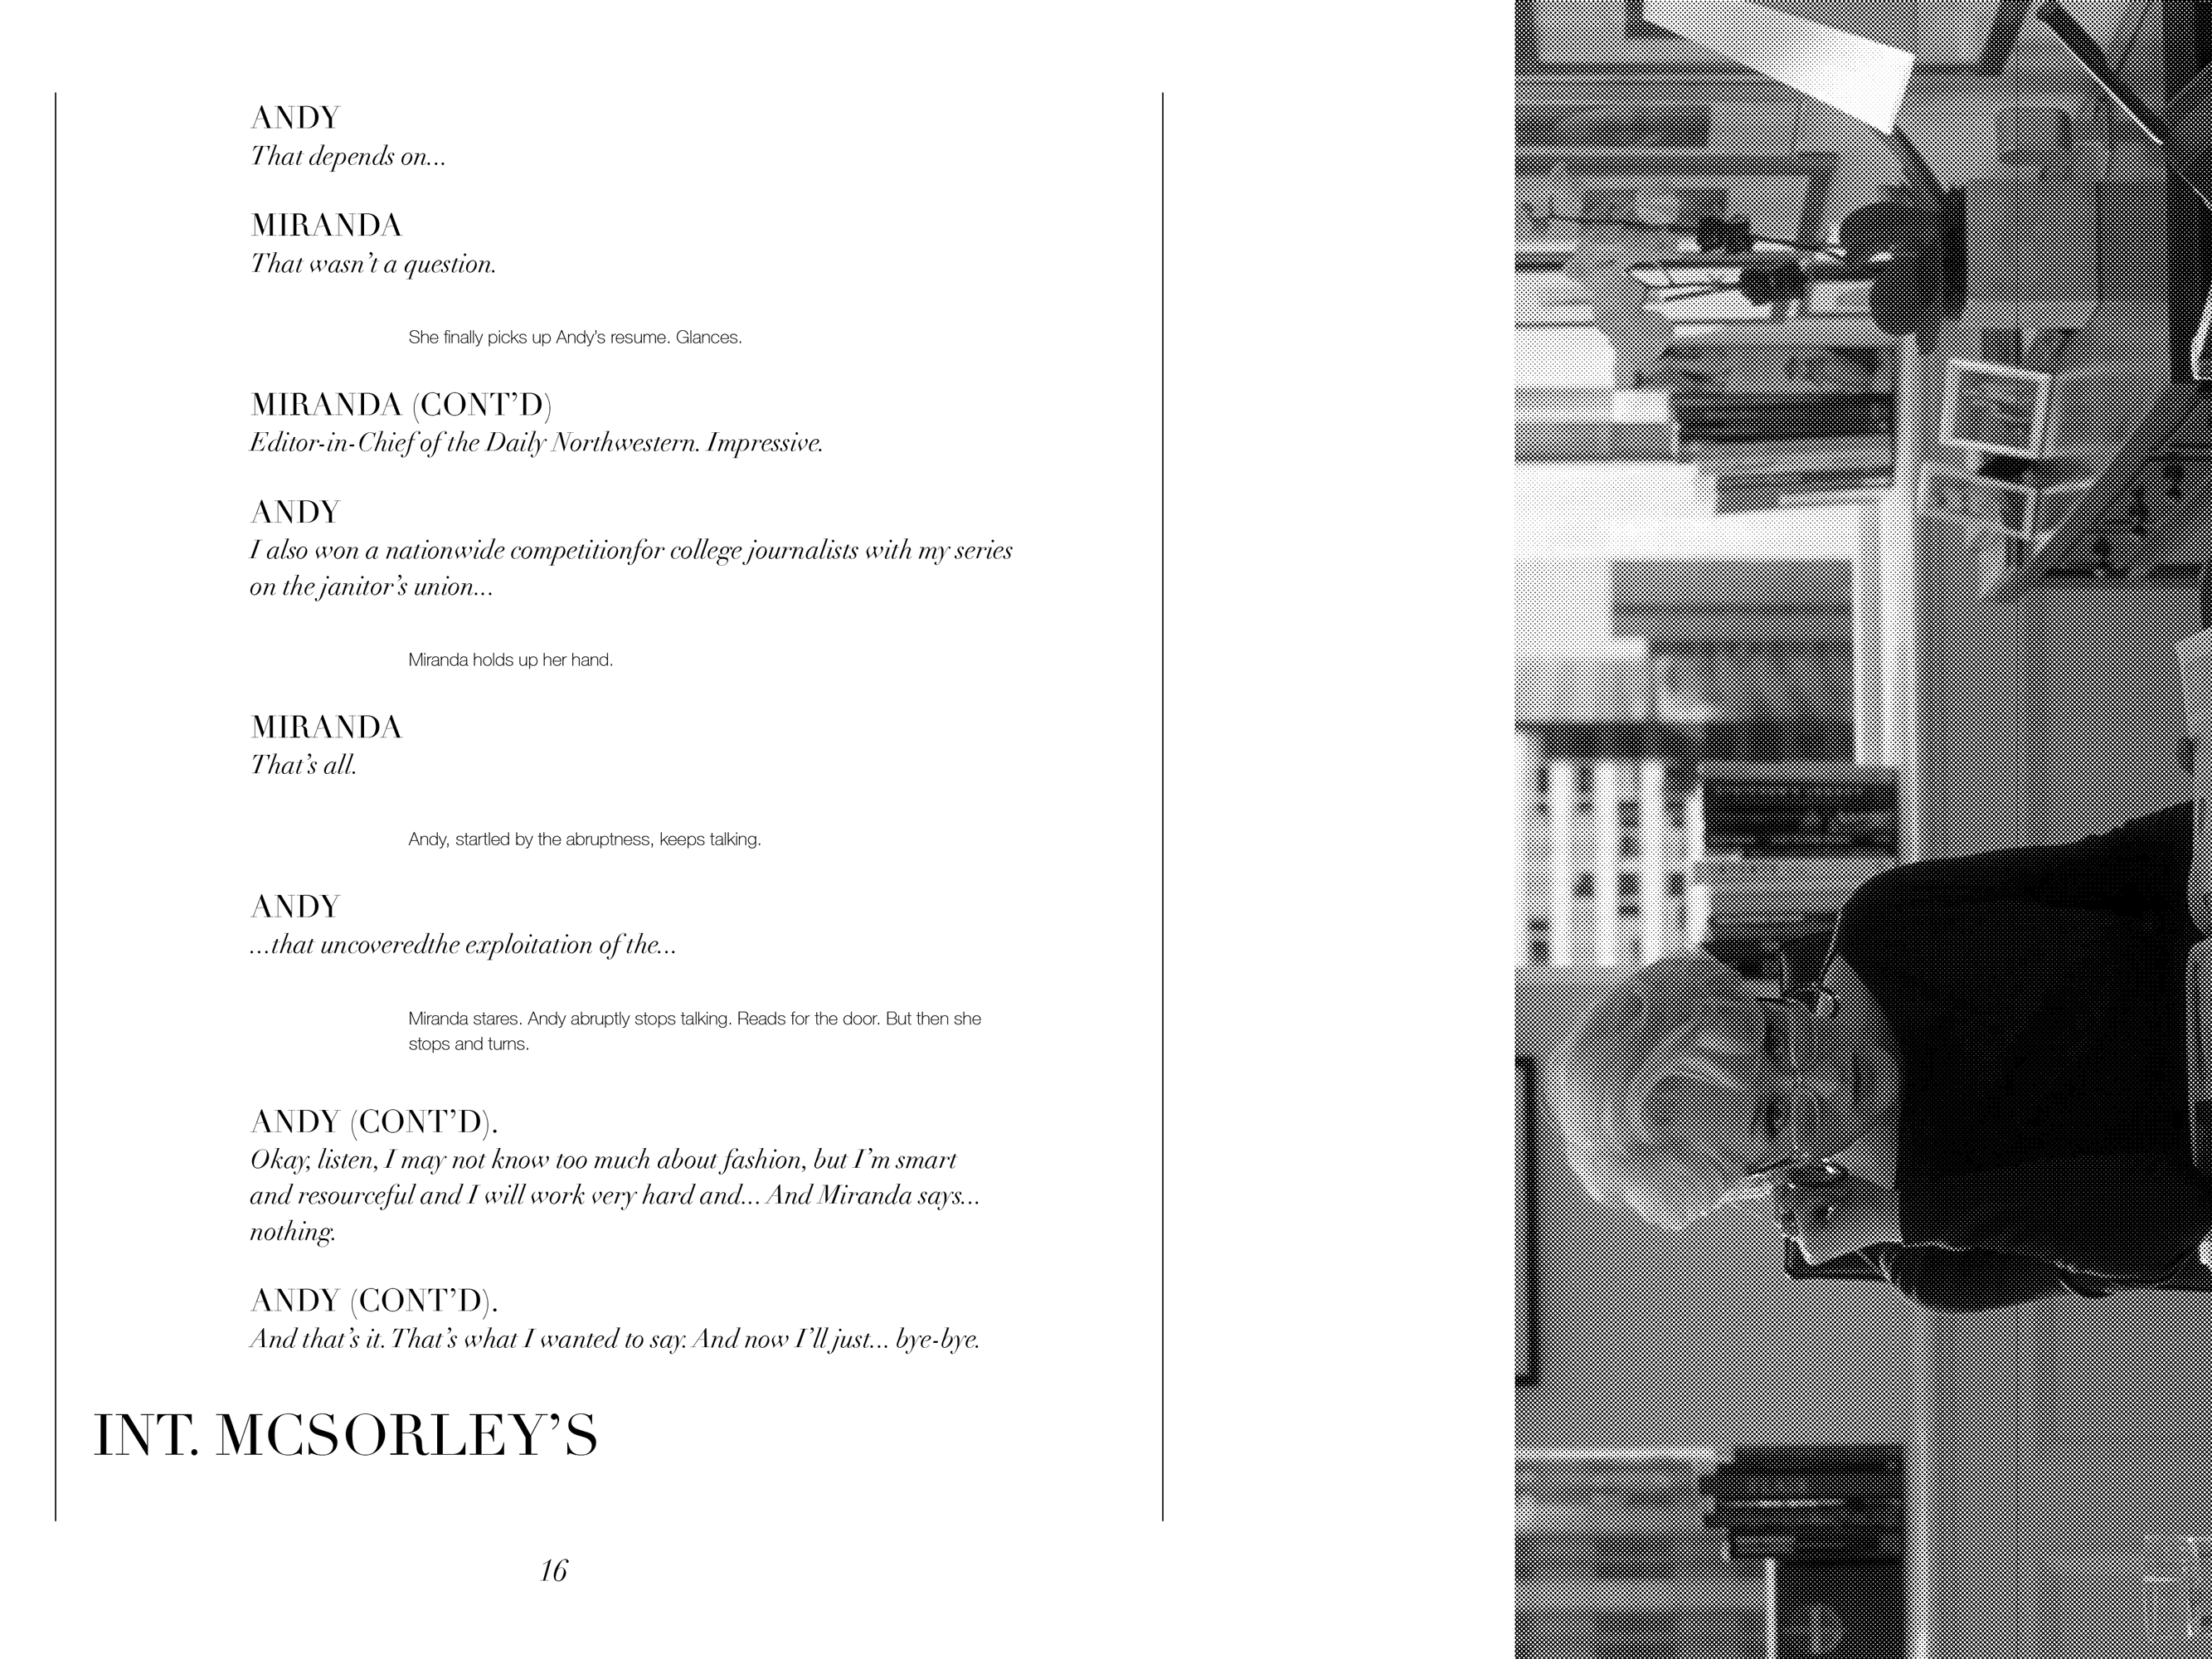 ANDY
That depends on...
MIRANDA
That wasn't a question.
She finally picks up Andy's resume. Glances.
MIRANDA (CONT'D)
Editor-in-Chief of the Daily Northwestern. Impressive.
ANDY
I also won a nationwide competitionfor college journalists with my series
on the janitor's union...
Miranda holds up her hand.
MIRANDA
That's all.
Andy, startled by the abruptness, keeps talking.
ANDY
...that uncoveredthe exploitation of the...
Miranda stares. Andy abruptly stops talking. Reads for the door. But then she
stops and turns.
ANDY (CONT'D).
Okay, listen, I may not know too much about fashion, but I'm smart
and resourceful and I will work very hard and... And Miranda says...
nothing.
ANDY (CONT'D).
And that's it. That's what I wanted to say. And now I'll just... bye-bye.
INT. MCSORLEY'S
16